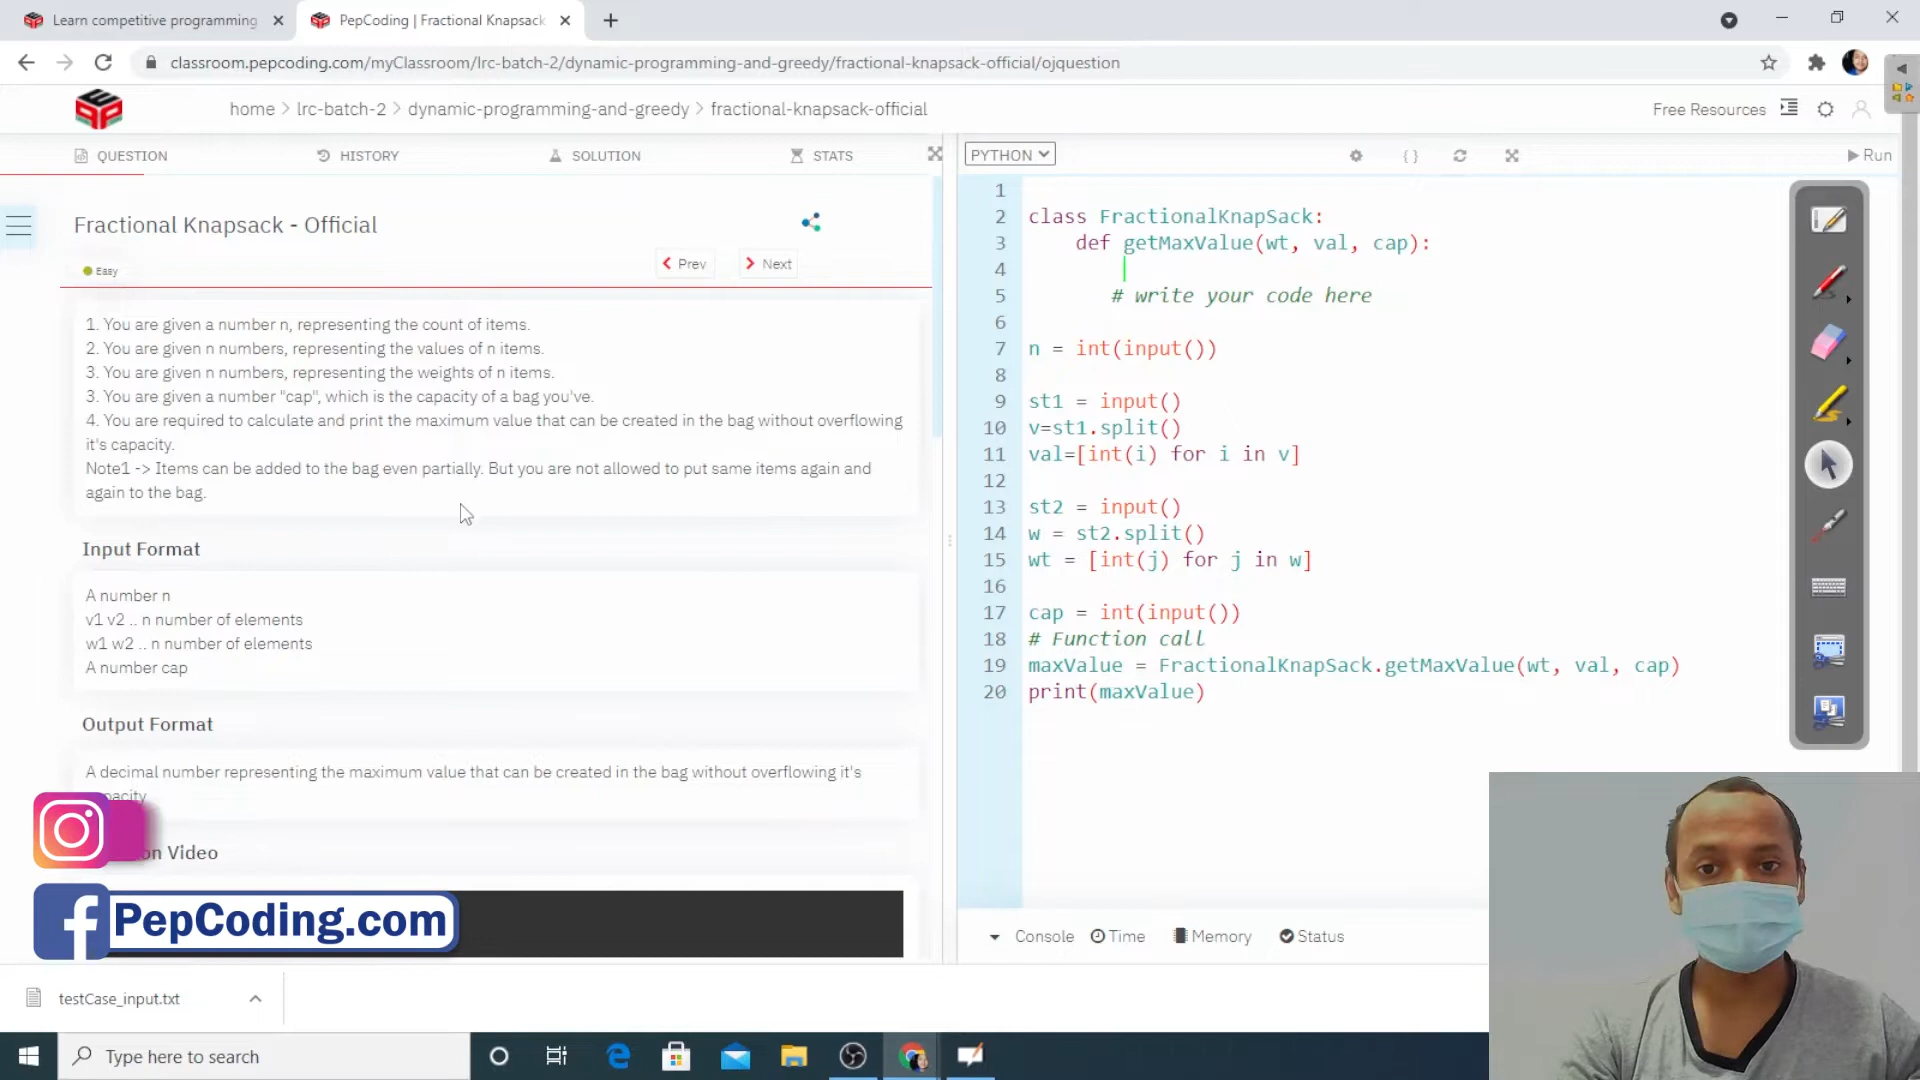 Learn competitive programming
PepCoding | Fractional Knapsack
classroom.pepcoding.com/myClassroom/lrc-batch-2/dynamic-programming-and-greedy/fractional-knapsack-official/ojquestion
home > lrc-batch-2 > dynamic-programming-and-greedy > fractional-knapsack-official
Free Resources
QUESTION
HISTORY
SOLUTION
STATS
PYTHON
Run
Fractional Knapsack - Official
Prev
Next
Easy
1. You are given a number n, representing the count of items.
2. You are given n numbers, representing the values of n items.
3. You are given n numbers, representing the weights of n items.
3. You are given a number "cap", which is the capacity of a bag you've.
4. You are required to calculate and print the maximum value that can be created in the bag without overflowing
it's capacity.
Note1 -> Items can be added to the bag even partially. But you are not allowed to put same items again and
again to the bag.
Input Format
A number n
v1 v2 .. n number of elements
w1 w2 .. n number of elements
A number cap
Output Format
A decimal number representing the maximum value that can be created in the bag without overflowing it's
Video
PepCoding.com
1
2 class FractionalKnapSack:
3 def getMaxValue(wt, val, cap):
4
5 # write your code here
6
7 n = int(input())
8
9 st1 = input()
10 v=st1.split()
11 val=[int(i) for i in v]
12
13 st2 = input()
14 w = st2.split()
15 wt = [int(j) for j in w]
16
17 cap = int(input())
18 # Function call
19 maxValue = FractionalKnapSack.getMaxValue(wt, val, cap)
20 print(maxValue)
Console
Time
Memory
Status
testCase_input.txt
Type here to search